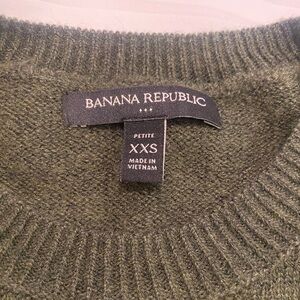 BANANA REPUBLIC
PETITE
XXS
MADE IN
VIETNAM